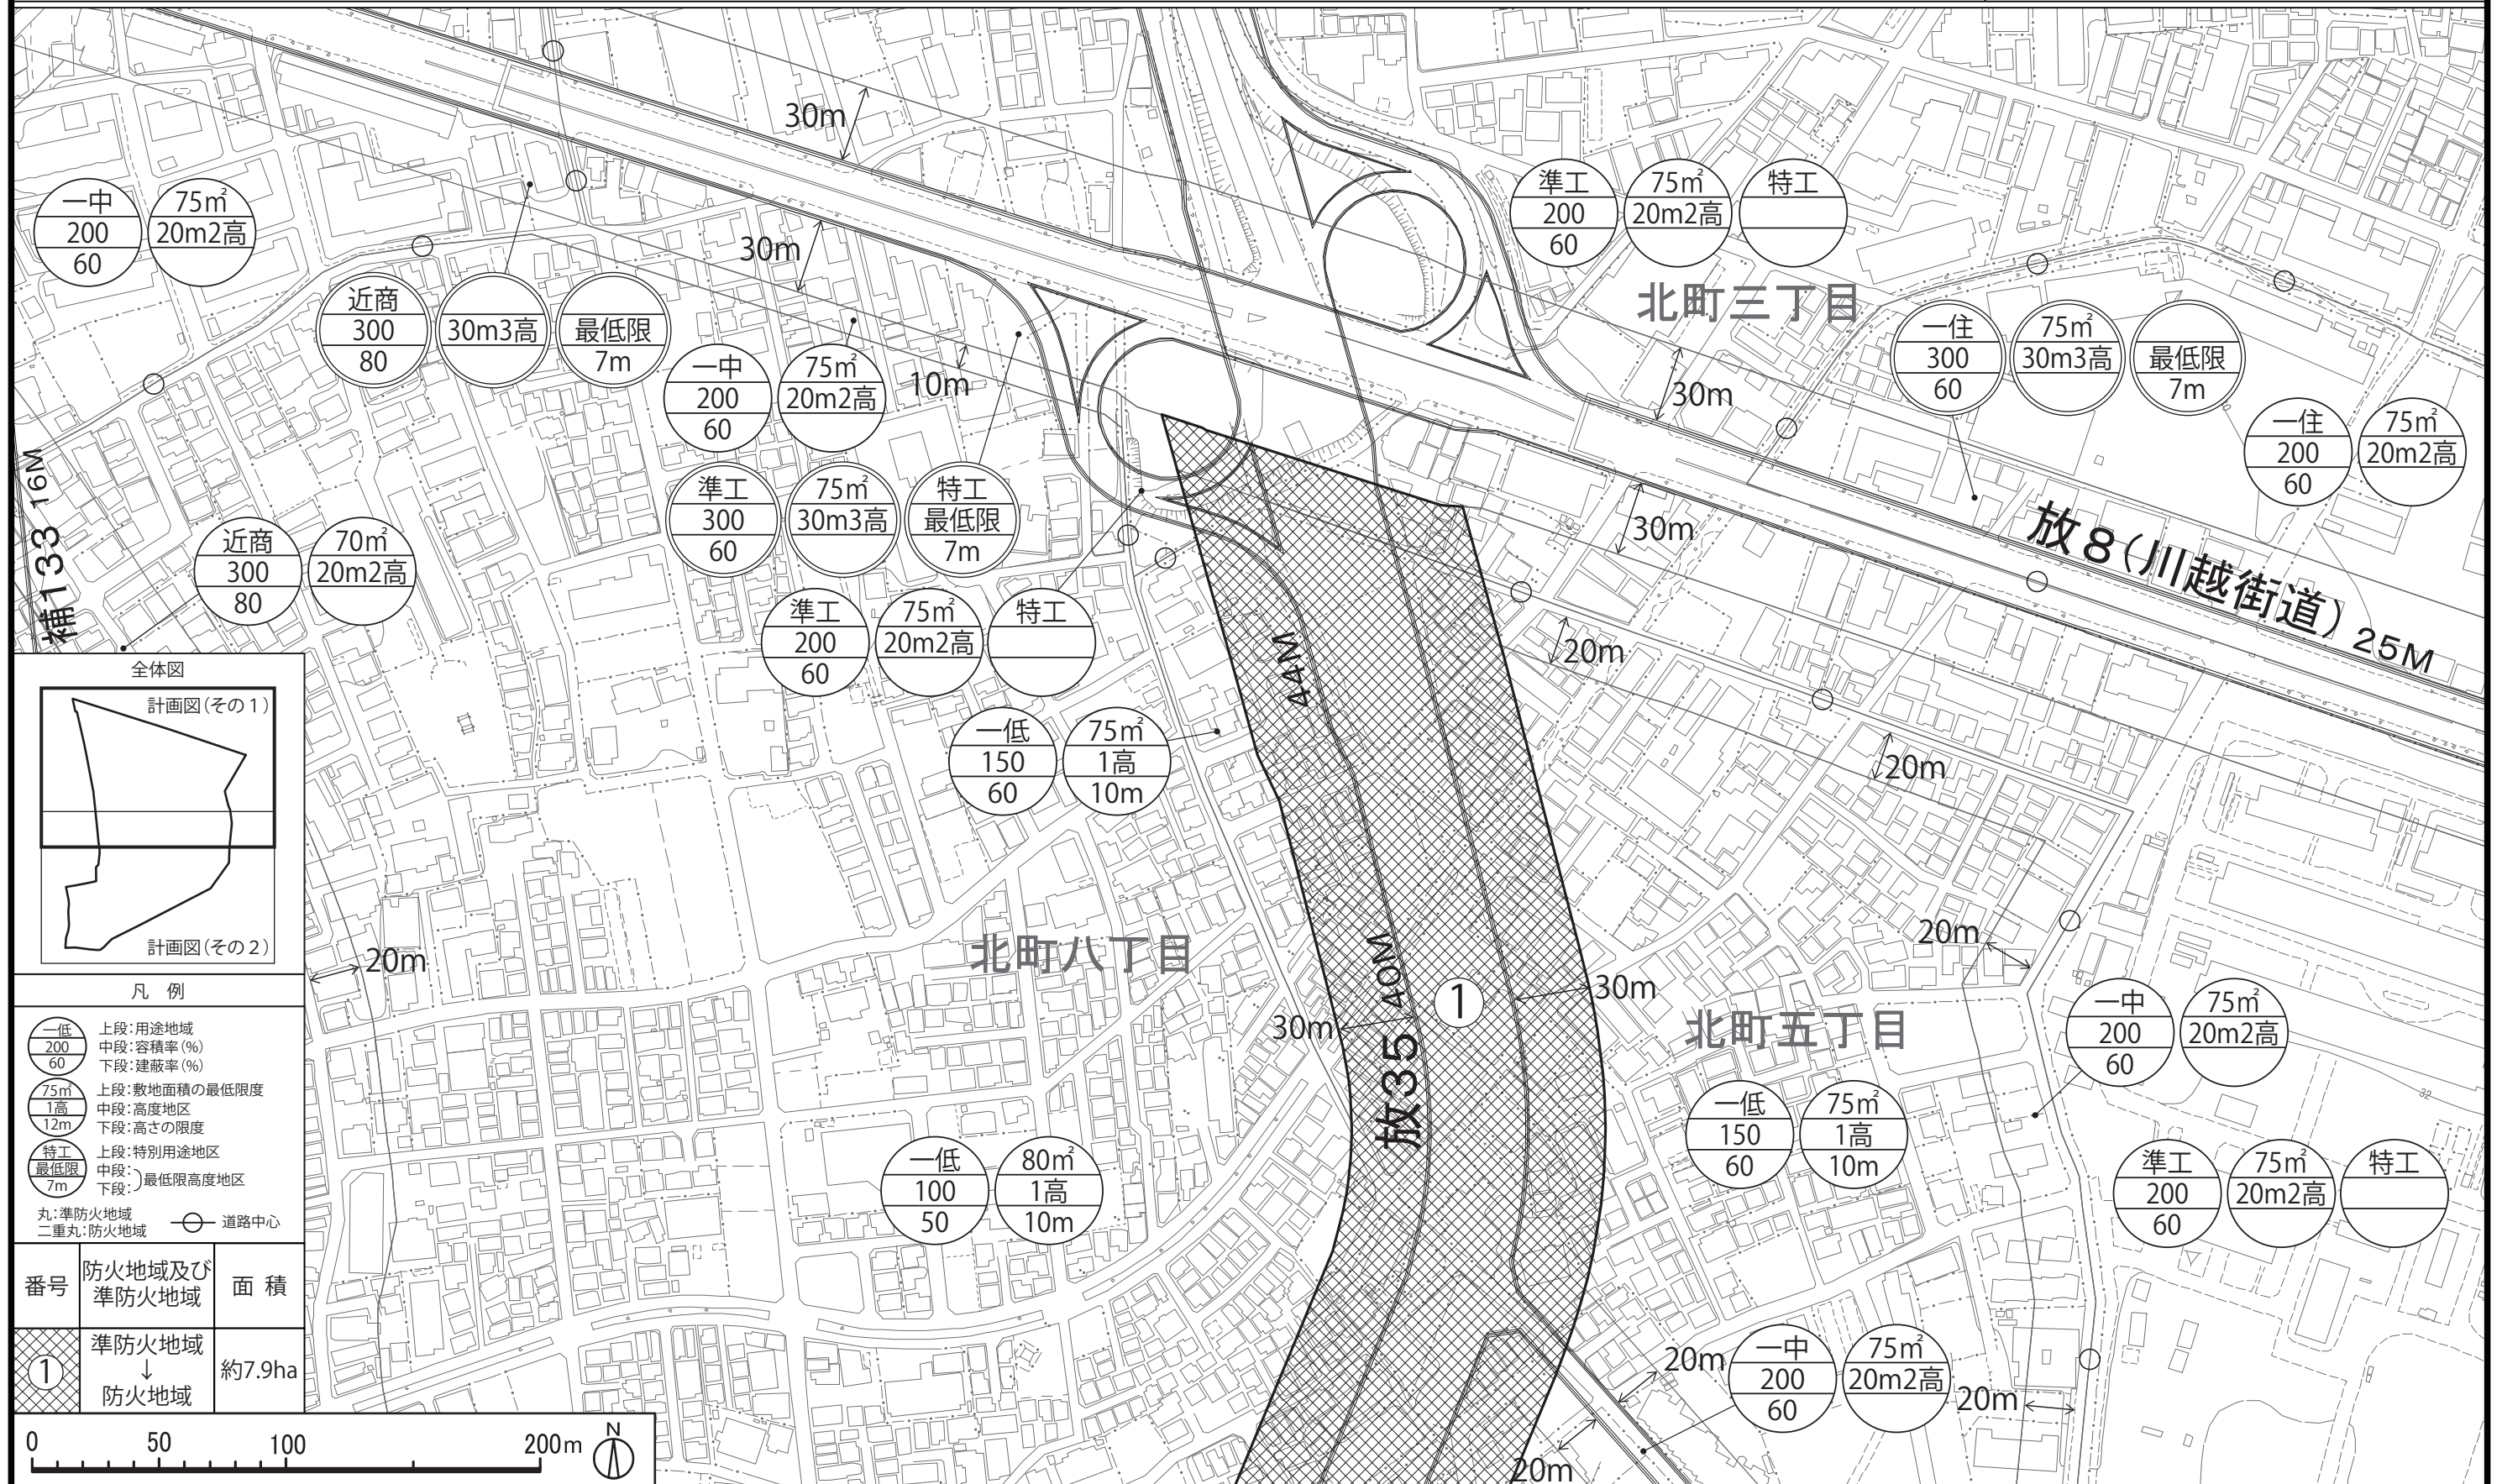 30m
一中
200
60
75㎡
20m2高
30m
準工
200
60
75㎡
20m2高
特工
北町三丁目
近商
300
80
30m3高
最低限
7m
一中
200
60
75㎡
20m2高
10m
30m
一住
300
60
75㎡
30m3高
最低限
7m
一住
200
60
75㎡
20m2高
補133 16M
準工
300
60
75㎡
30m3高
特工
最低限
7m
30m
放8(川越街道) 25M
近商
300
80
70㎡
20m2高
準工
200
60
75㎡
20m2高
特工
44M
20m
一低
150
60
75㎡
1高
10m
20m
北町八丁目
20m
20m
30m
30m
放35 40M
1
北町五丁目
一中
200
60
75㎡
20m2高
一低
150
60
75㎡
1高
10m
一低
100
50
80㎡
1高
10m
準工
200
60
75㎡
20m2高
特工
32
20m
一中
200
60
75㎡
20m2高
20m
20m
全体図
計画図(その1)
計画図(その2)
凡 例
一低
200
60
上段:用途地域
中段:容積率(%)
下段:建蔽率(%)
75㎡
1高
12m
上段:敷地面積の最低限度
中段:高度地区
下段:高さの限度
特工
最低限
7m
上段:特別用途地区
中段:
下段:
}最低限高度地区
丸:準防火地域
二重丸:防火地域
道路中心
番号
防火地域及び
準防火地域
面 積
1
準防火地域
↓
防火地域
約7.9ha
0 50 100 200m
N